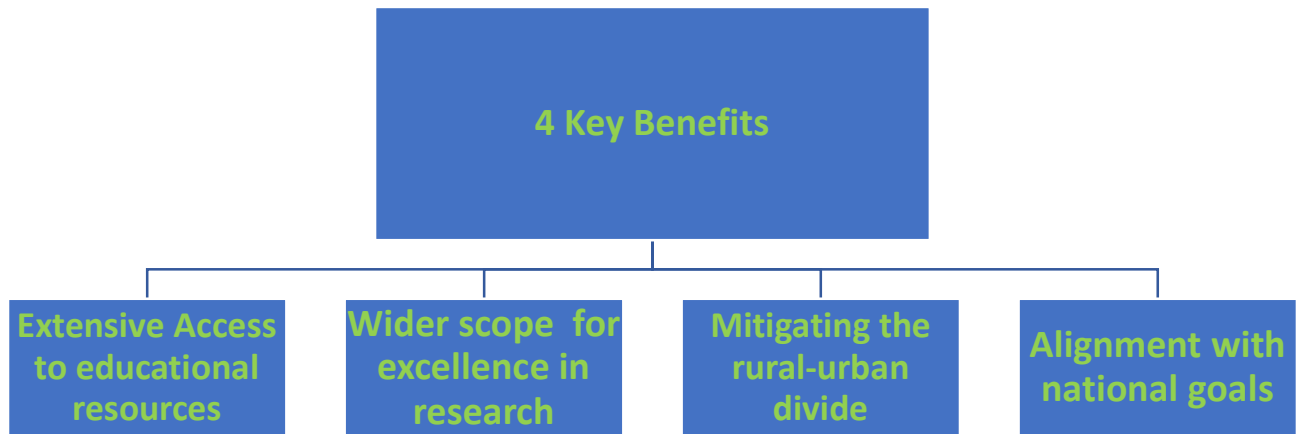 4 Key Benefits
Extensive Access
to educational
resources
Wider scope  for
excellence in
research
Mitigating the
rural-urban
divide
Alignment with
national goals